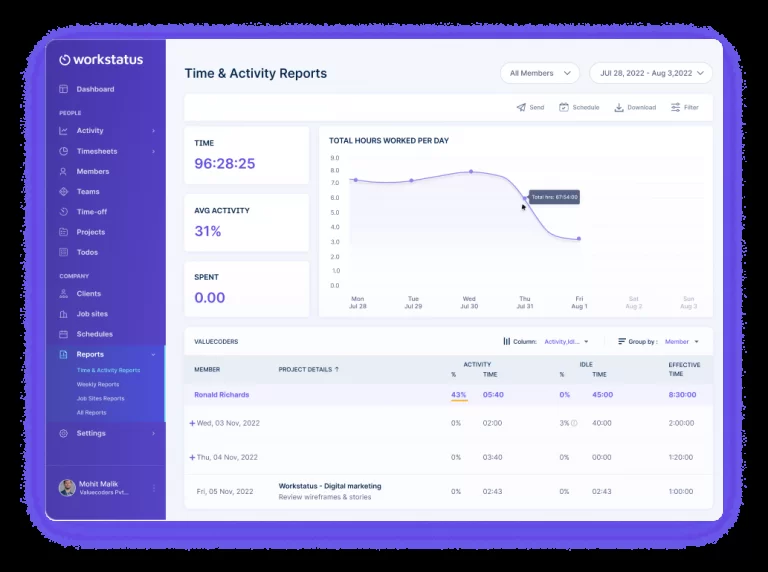 workstatus
Dashboard
PEOPLE
Activity
Timesheets
Members
Teams
Time-off
Projects
Todos
COMPANY
Clients
Job sites
Schedules
Reports
Time & Activity Reports
Weekly Reports
Job Sites Reports
All Reports
Settings
Mohit Malik
Valuecoders Pvt...
Time & Activity Reports
All Members
JUL 28, 2022 - Aug 3,2022
Send Schedule Download Filter
TIME
96:28:25
AVG ACTIVITY
31%
SPENT
0.00
TOTAL HOURS WORKED PER DAY
9.0
8.0
7.0
6.0
5.0
4.0
3.0
2.0
1.0
0.0
Total hrs: 67:54:00
Mon Tue Wed Thu Fri Sat Sun
Jul 28 Jul 29 Jul 30 Jul 31 Aug 1 Aug 2 Aug 3
VALUECODERS
Column: Activity,Idi...
Group by : Member
MEMBER PROJECT DETAILS ↑ ACTIVITY IDLE EFFECTIVE TIME
% TIME % TIME
Ronald Richards 43% 05:40 0% 45:00 8:30:00
+ Wed, 03 Nov, 2022 0% 02:00 3% 40:00 2:00:00
+ Thu, 04 Nov, 2022 0% 03:40 0% 00:00 1:20:00
Fri, 05 Nov, 2022 Workstatus - Digital marketing 0% 02:43 0% 02:43 1:00:00
Review wireframes & stories